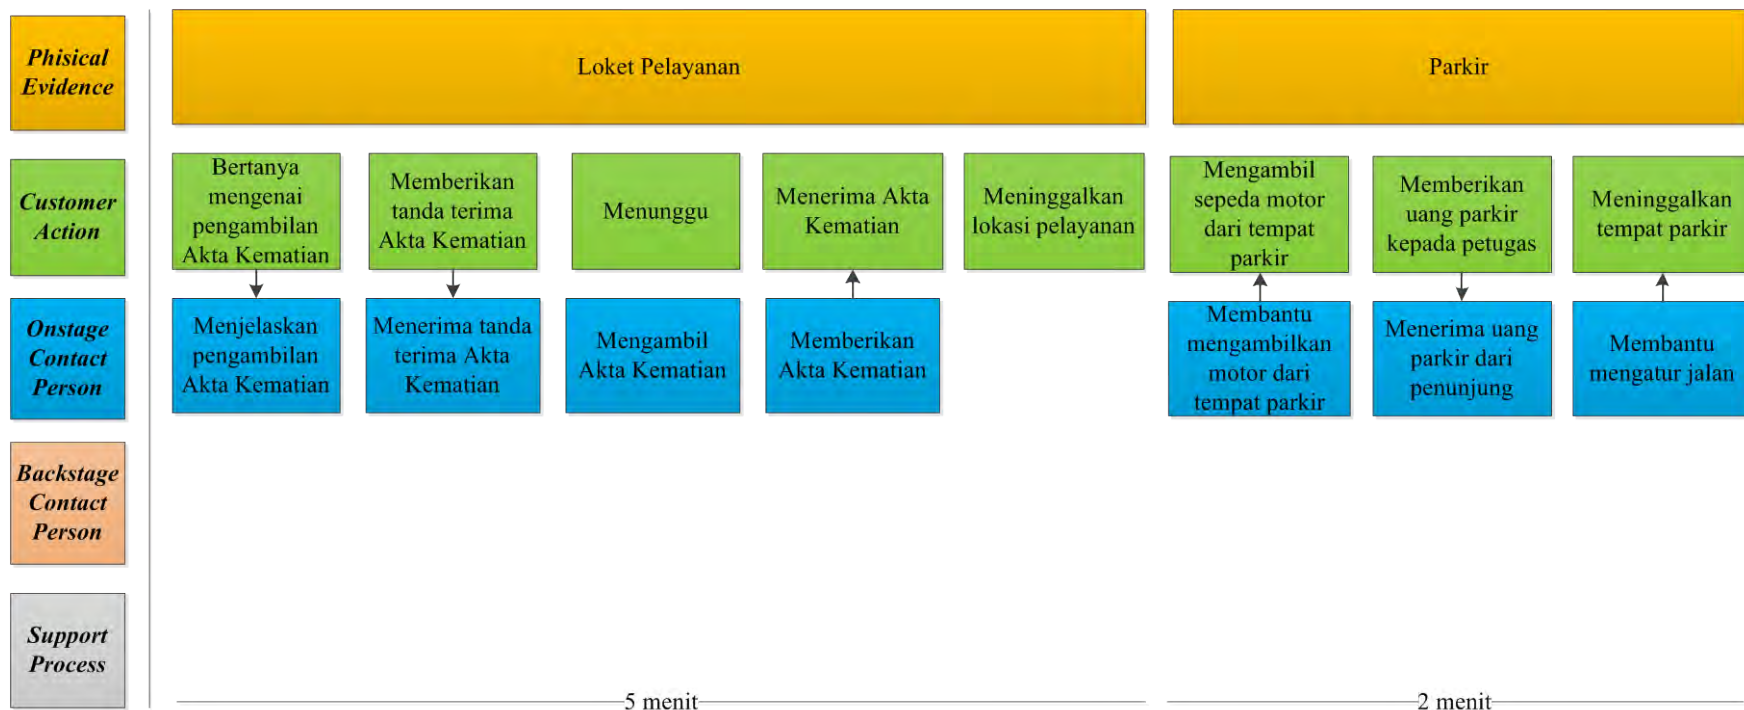 Phisical
Evidence
Loket Pelayanan
Parkir
Customer
Action
Bertanya
mengenai
pengambilan
Akta Kematian
Memberikan
tanda terima
Akta Kematian
Menunggu
Menerima Akta
Kematian
Meninggalkan
lokasi pelayanan
Mengambil
sepeda motor
dari tempat
parkir
Memberikan
uang parkir
kepada petugas
Meninggalkan
tempat parkir
Onstage
Contact
Person
Menjelaskan
pengambilan
Akta Kematian
Menerima tanda
terima Akta
Kematian
Mengambil
Akta Kematian
Memberikan
Akta Kematian
Membantu
mengambilkan
motor dari
tempat parkir
Menerima uang
parkir dari
penunjung
Membantu
mengatur jalan
Backstage
Contact
Person
Support
Process
5 menit
2 menit